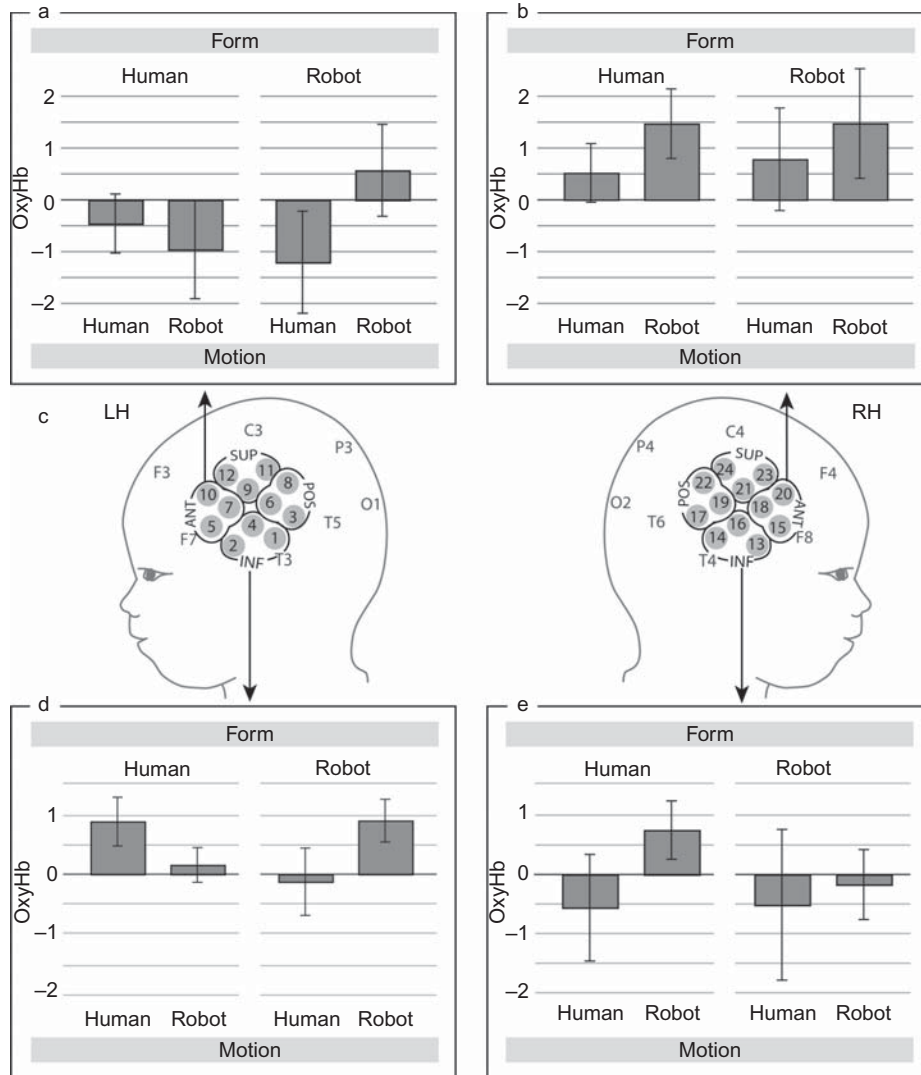 a
Form
Human Robot
2
1
0
–1
–2
OxyHb
Human Robot Human Robot
Motion
b
Form
Human Robot
2
1
0
–1
–2
OxyHb
Human Robot Human Robot
Motion
c LH
C3
P3
F3
SUP
12 11
10 9 8
ANT 7 6 POS
5 4 3
O1
T5
F7 2 1
T3
INF
RH
P4 C4
SUP
F4
24 23
22 21 20
POS 19 18 ANT
17 16 15
O2
T6
14 13 F8
T4 INF
d
Form
Human Robot
1
0
–1
–2
OxyHb
Human Robot Human Robot
Motion
e
Form
Human Robot
1
0
–1
–2
OxyHb
Human Robot Human Robot
Motion